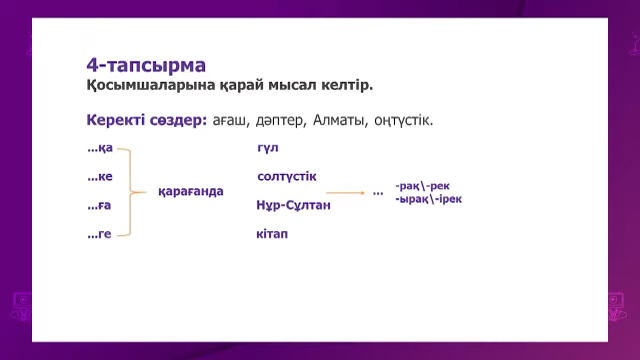 4-тапсырма
Қосымшаларына қарай мысал келтір.
Керекті сөздер: ағаш, дәптер, Алматы, оңтүстік.
...қа
...ке
...ға
...ге
қарағанда
гүл
солтүстік
Нұр-Сұлтан
кітап
...
-рақ\-рек
-ырақ\-ірек